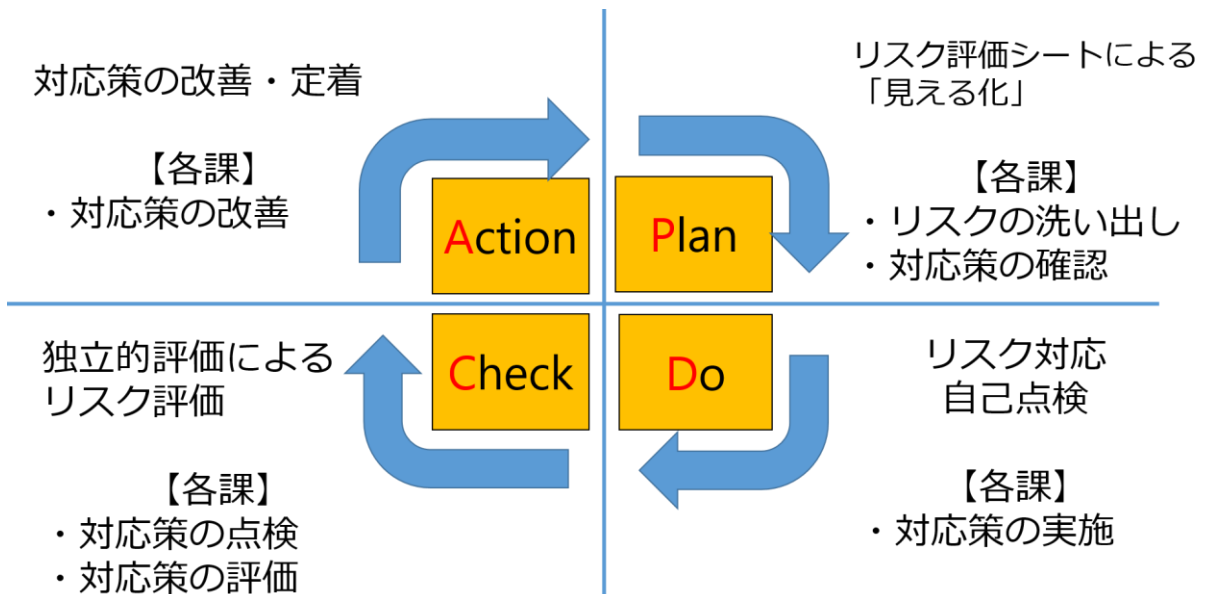 対応策の改善・定着
【各課】
・対応策の改善
Action
リスク評価シートによる
「見える化」
【各課】
・リスクの洗い出し
・対応策の確認
Plan
独立的評価による
リスク評価
【各課】
・対応策の点検
・対応策の評価
Check
リスク対応
自己点検
【各課】
・対応策の実施
Do